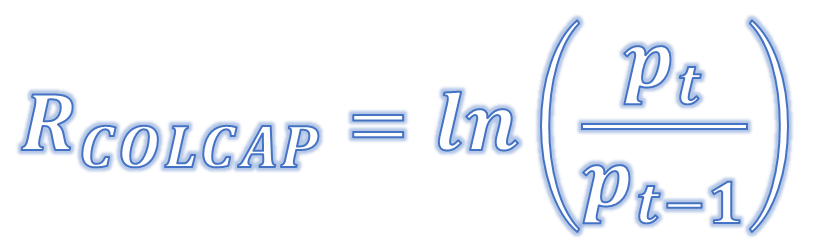 R_COLCAP = ln(p_t / p_{t−1})